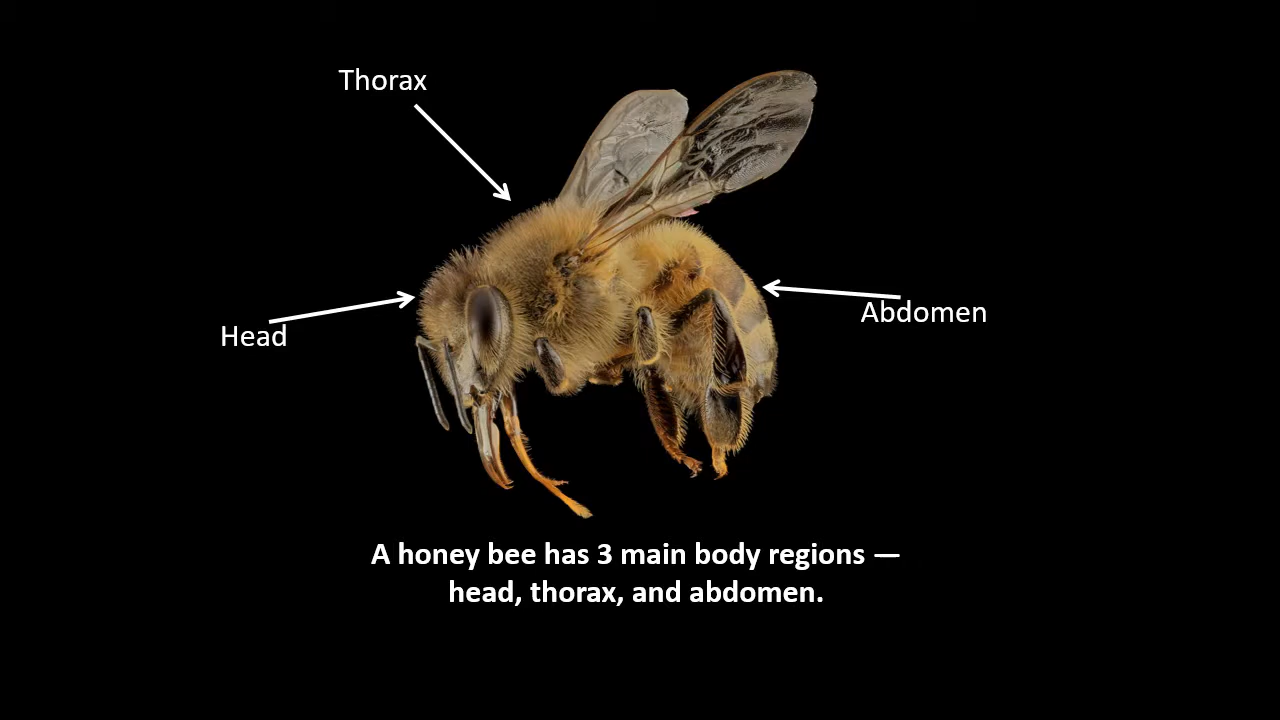 Thorax
Head
Abdomen
A honey bee has 3 main body regions —
head, thorax, and abdomen.